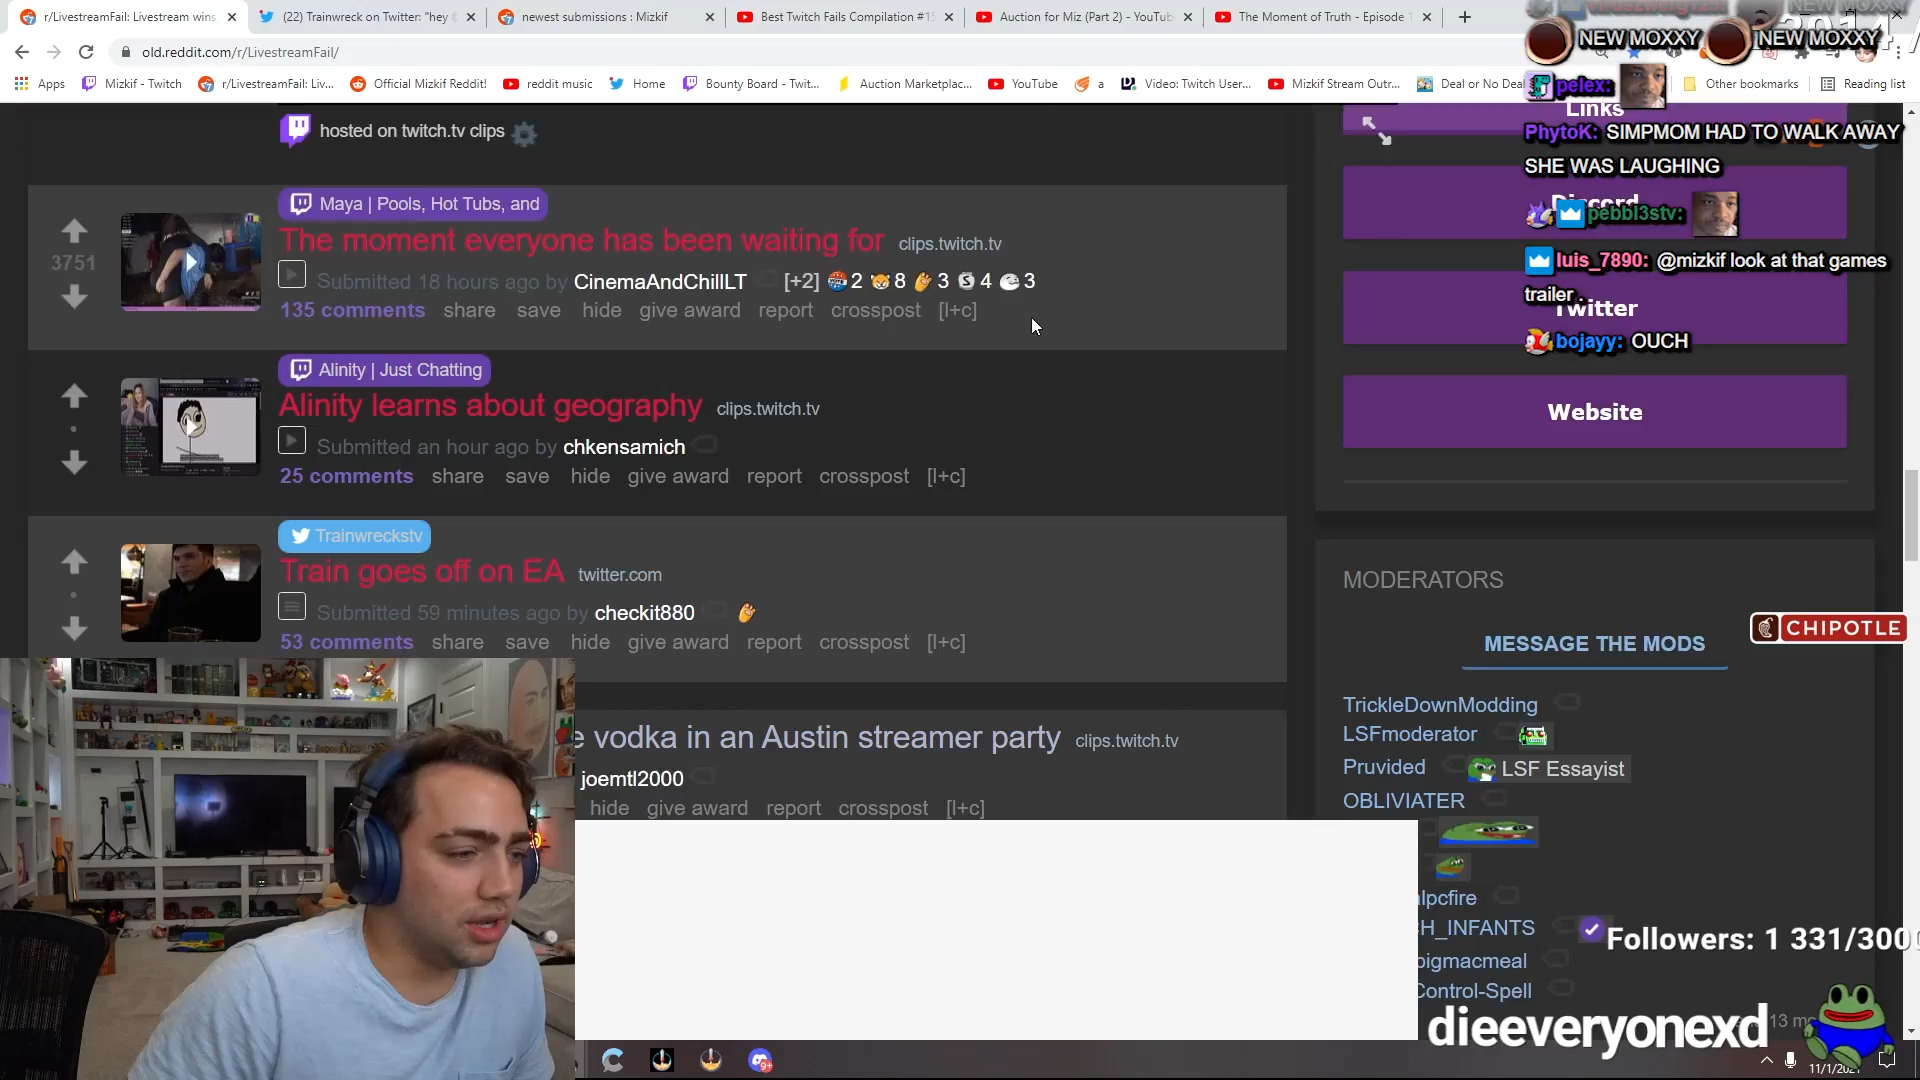 r/LivestreamFail: Livestream wins
(22) Trainwreck on Twitter: "hey
newest submissions : Mizkif
Best Twitch Fails Compilation #15
Auction for Miz (Part 2) - YouTub
The Moment of Truth - Episode 1
old.reddit.com/r/LivestreamFail/
Apps
Mizkif - Twitch
r/LivestreamFail: Liv...
Official Mizkif Reddit!
reddit music
Home
Bounty Board - Twit...
Auction Marketplac...
YouTube
a
Video: Twitch User...
Mizkif Stream Outr...
Deal or No Deal
Other bookmarks
Reading list
hosted on twitch.tv clips
Maya | Pools, Hot Tubs, and
The moment everyone has been waiting for clips.twitch.tv
3751
Submitted 18 hours ago by CinemaAndChillLT [+2] 2 8 3 4 3
135 comments share save hide give award report crosspost [l+c]
Alinity | Just Chatting
Alinity learns about geography clips.twitch.tv
Submitted an hour ago by chkensamich
25 comments share save hide give award report crosspost [l+c]
Trainwreckstv
Train goes off on EA twitter.com
Submitted 59 minutes ago by checkit880
53 comments share save hide give award report crosspost [l+c]
e vodka in an Austin streamer party clips.twitch.tv
joemtl2000
hide give award report crosspost [l+c]
NEW MOXXY NEW MOXXY
pelex:
Links
PhytoK: SIMPMOM HAD TO WALK AWAY
SHE WAS LAUGHING
Discord
pebbl3stv:
luis_7890: @mizkif look at that games
trailer
Twitter
bojayy: OUCH
Website
MODERATORS
CHIPOTLE
MESSAGE THE MODS
TrickleDownModding
LSFmoderator
Pruvided LSF Essayist
OBLIVIATER
lpcfire
H_INFANTS
Followers: 1 331/3000
bigmacmeal
Control-Spell
dieeveryonexd
9+